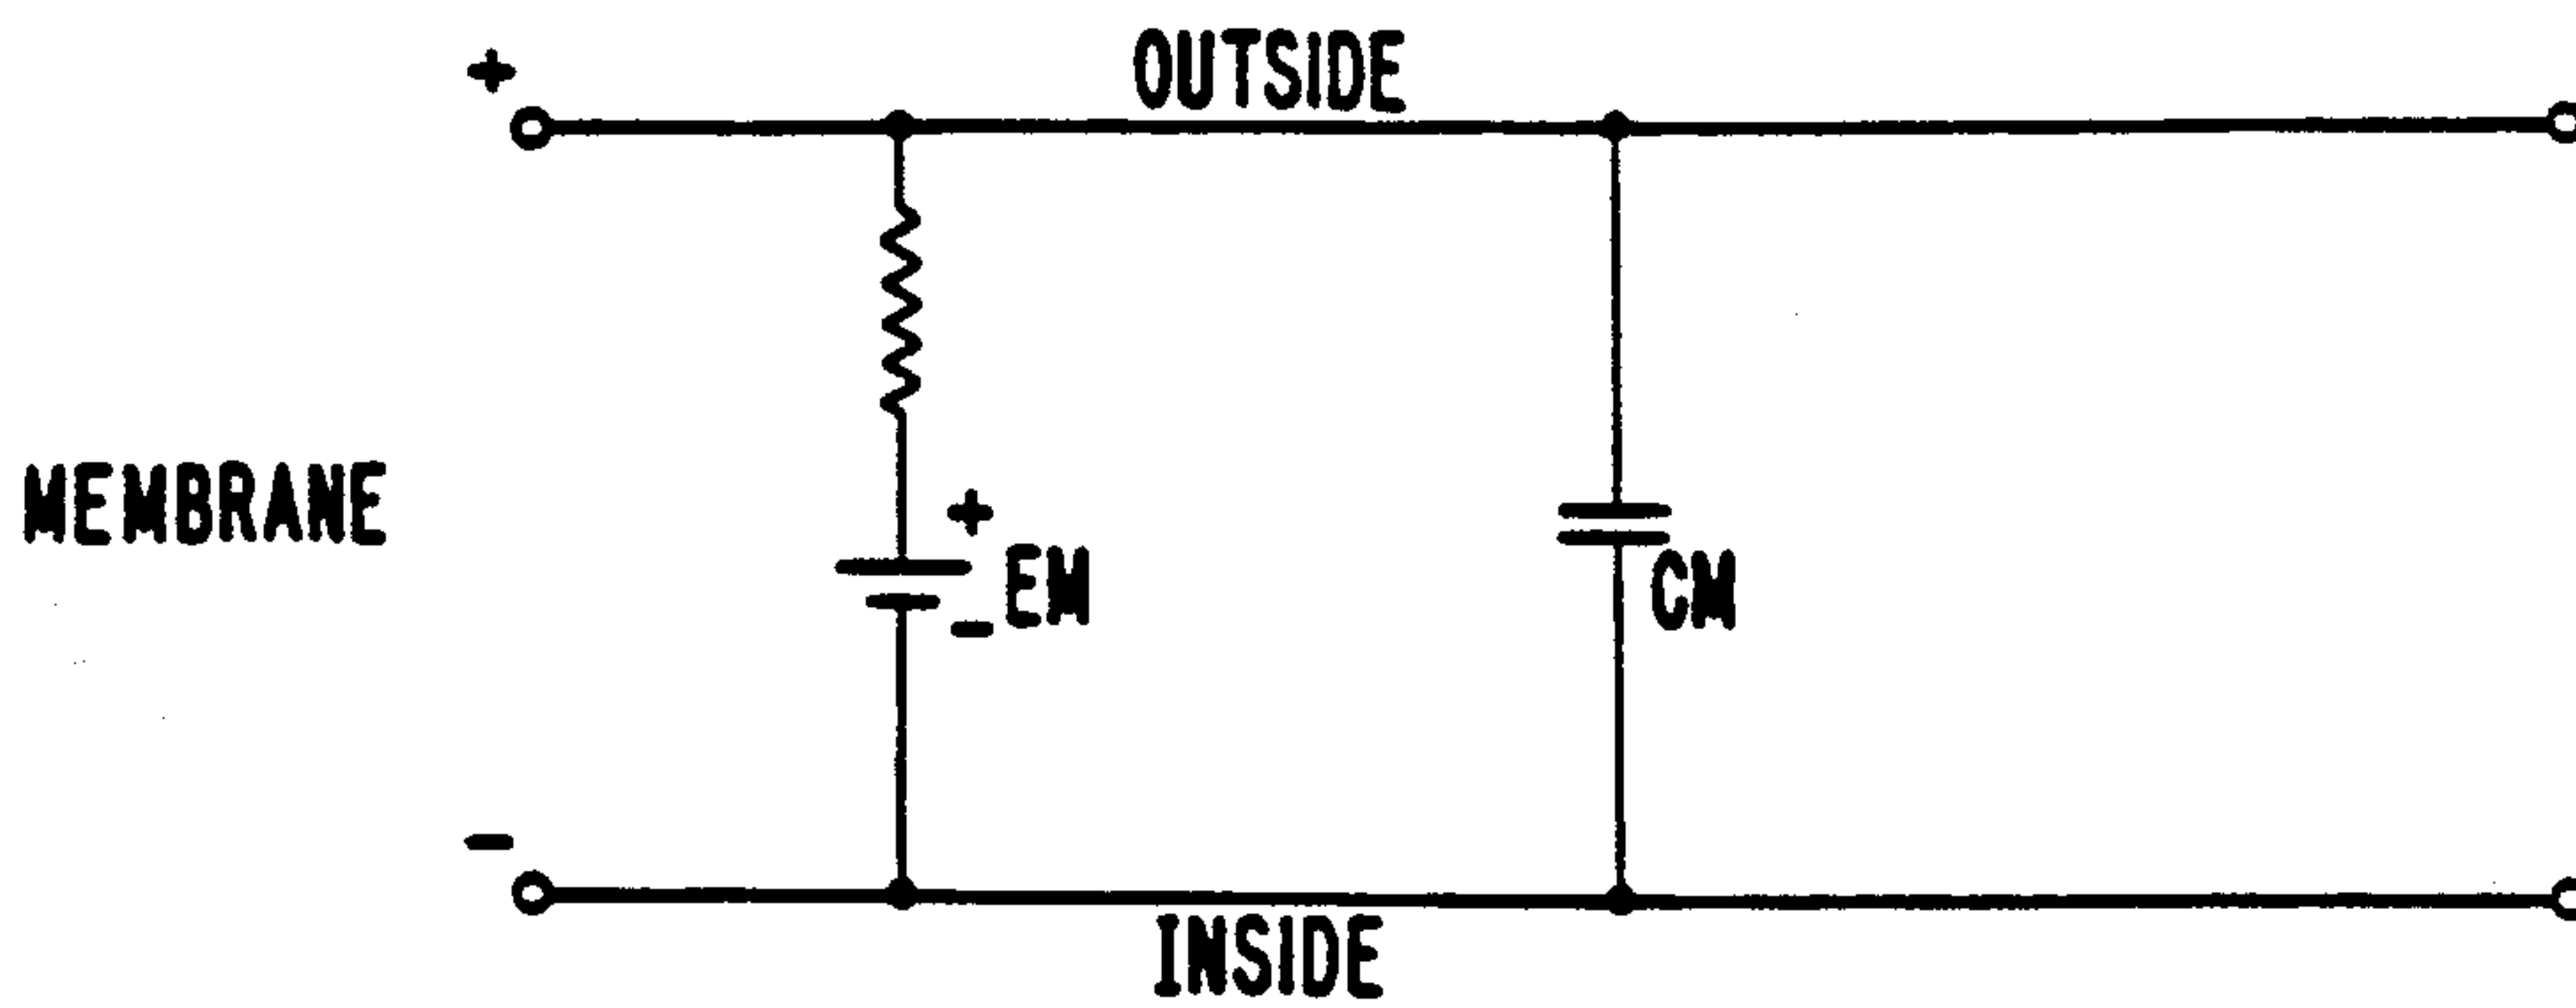 +
OUTSIDE
MEMBRANE
+
EM
-
CM
-
INSIDE